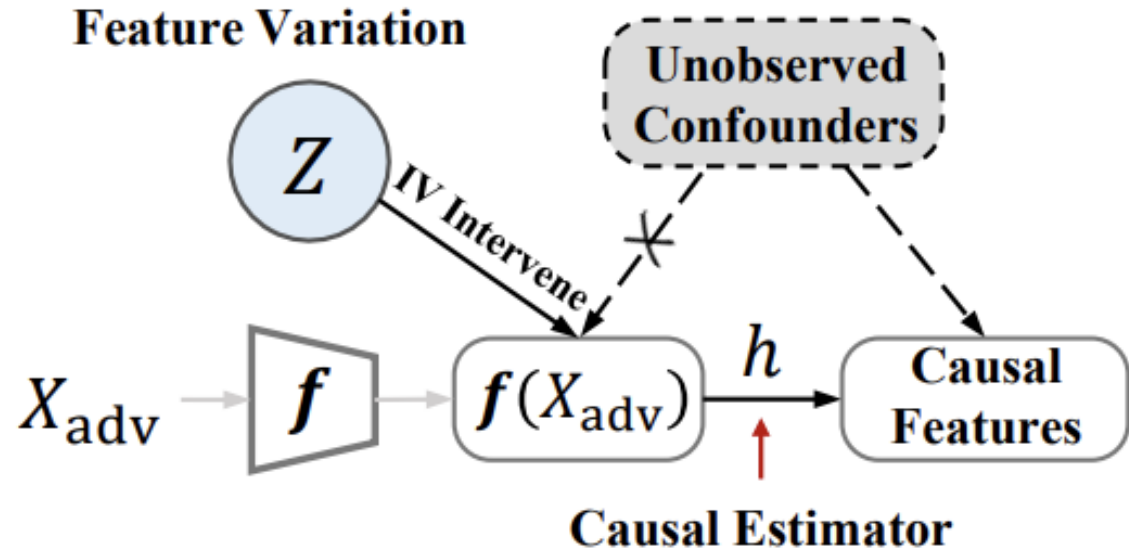 Feature Variation
Unobserved
Confounders
Z
IV Intervene
X_adv
f
f(X_adv)
h
Causal
Features
Causal Estimator